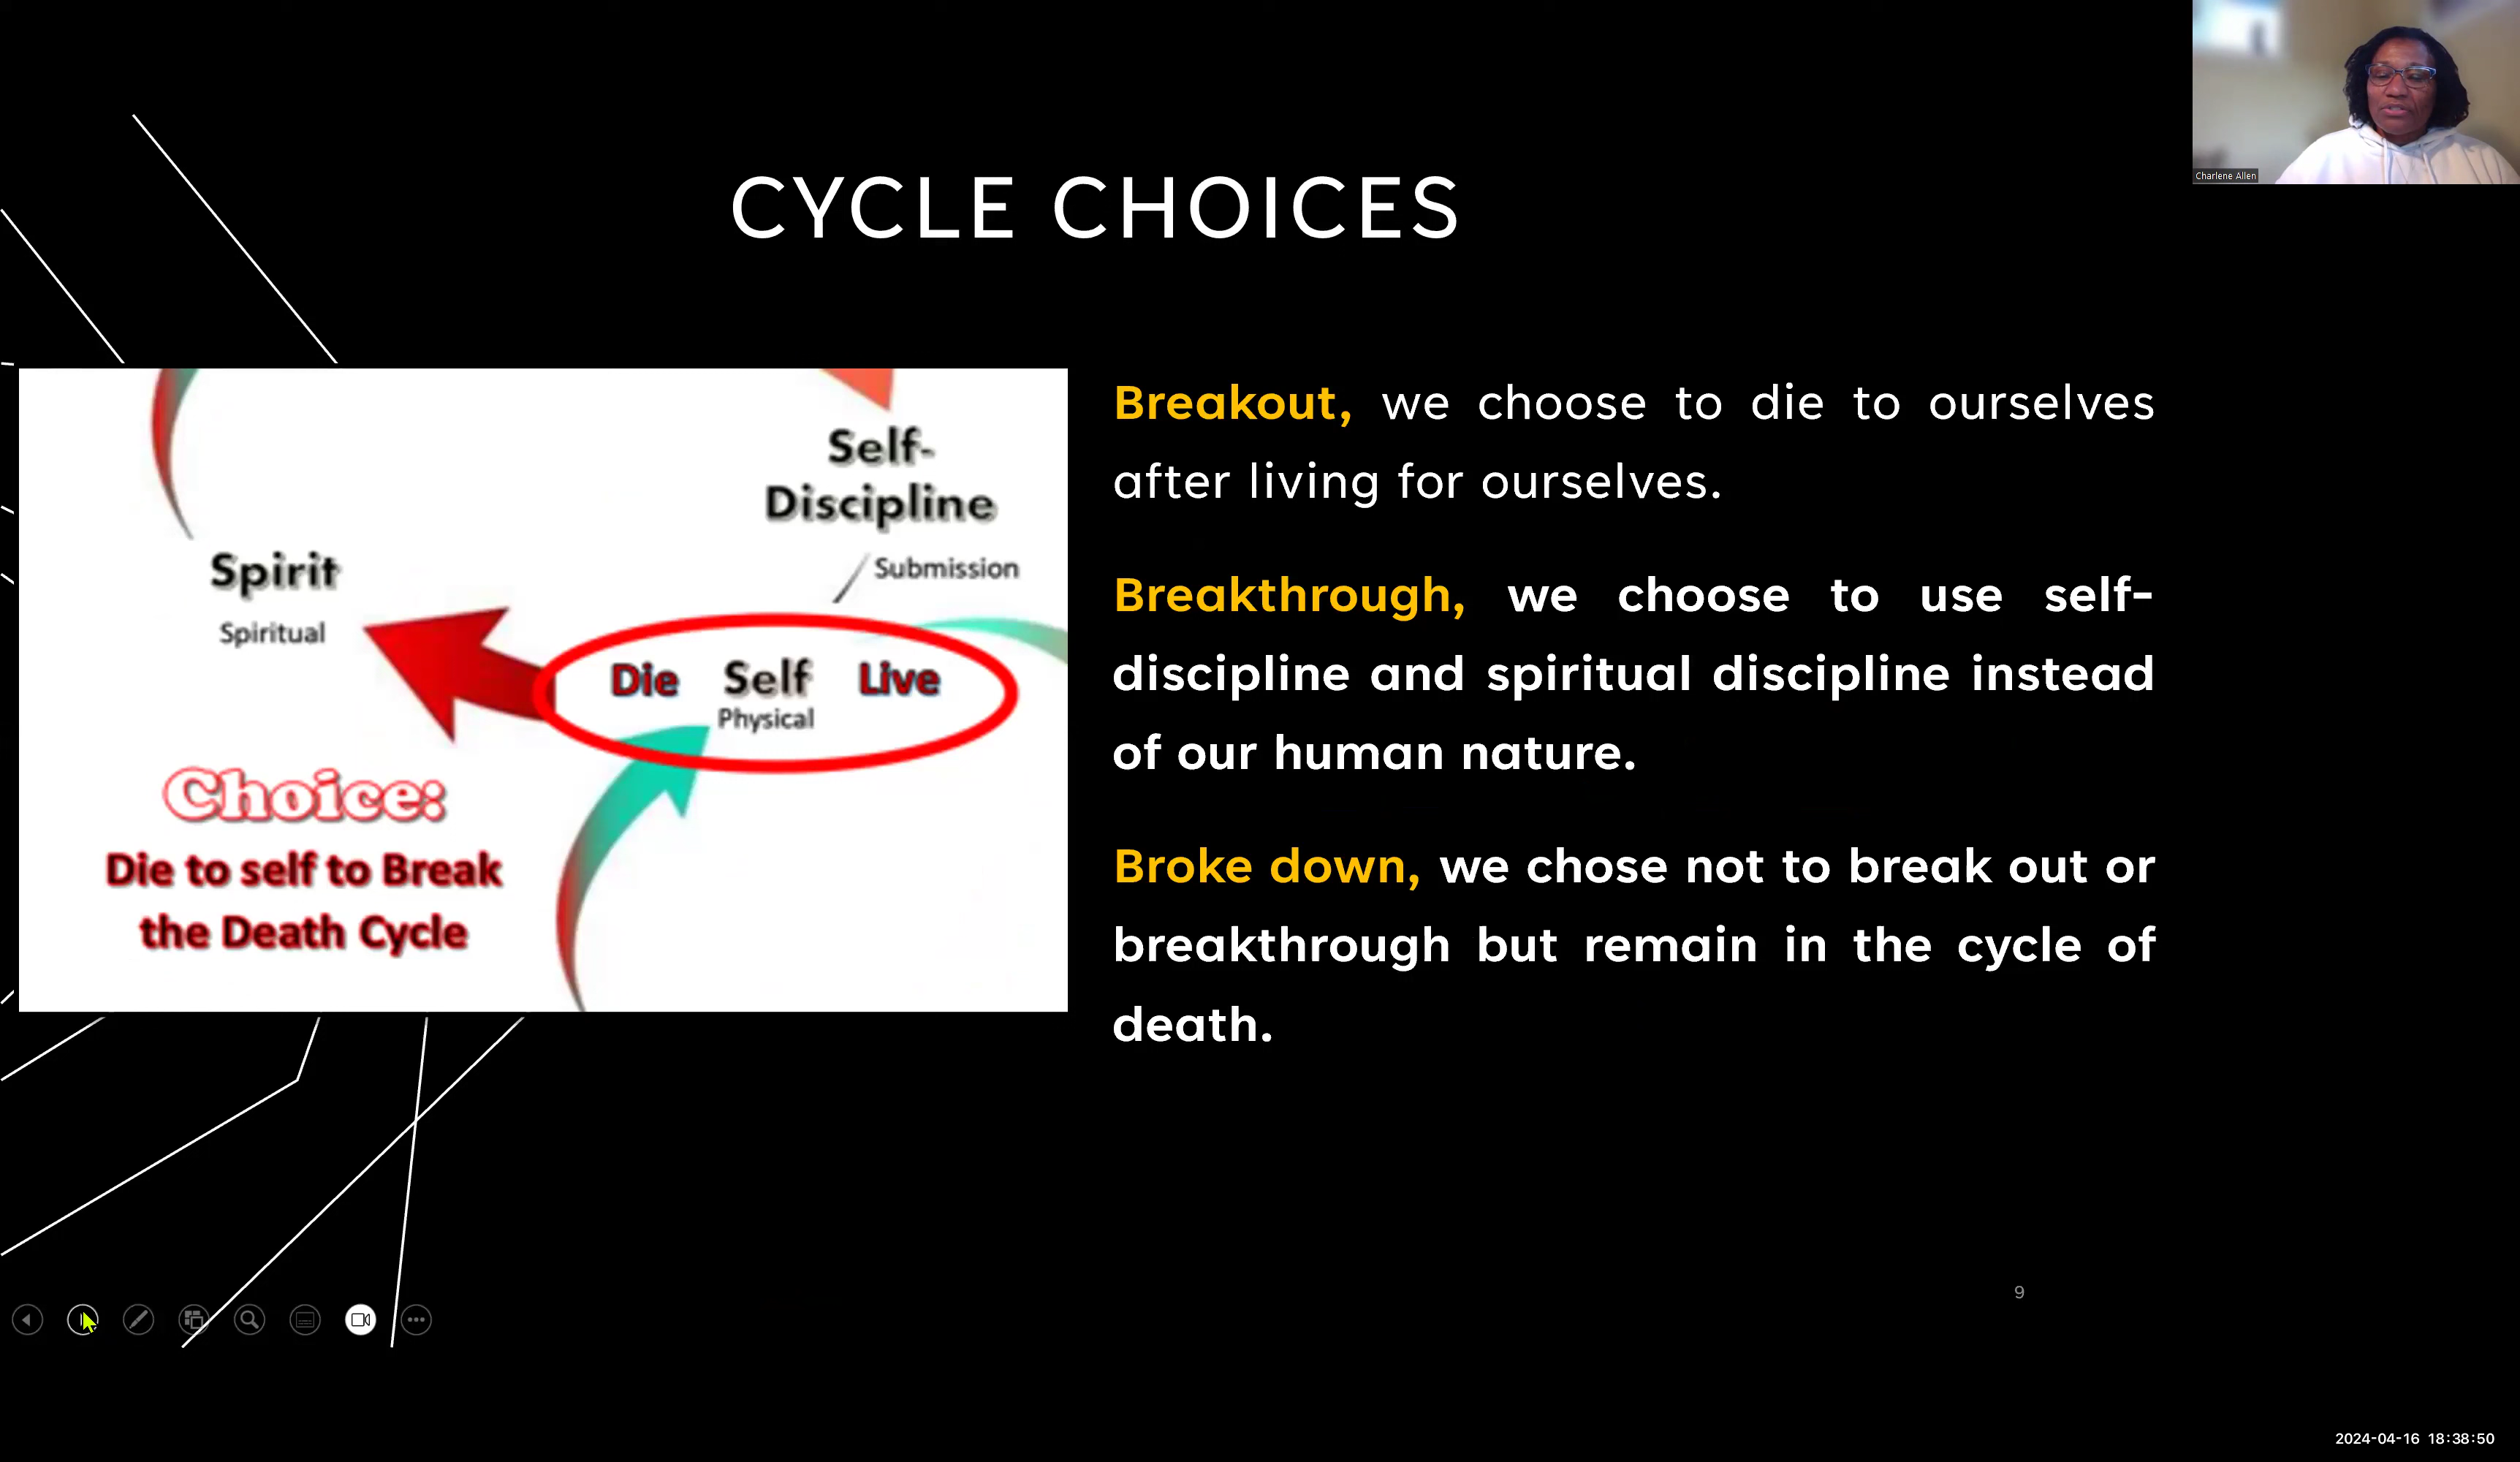 Charlene Allen
CYCLE CHOICES
Self-
Discipline
Submission
Spirit
Spiritual
Die Self Live
Physical
Choice:
Die to self to Break
the Death Cycle
Breakout, we choose to die to ourselves
after living for ourselves.
Breakthrough, we choose to use self-
discipline and spiritual discipline instead
of our human nature.
Broke down, we chose not to break out or
breakthrough but remain in the cycle of
death.
9
2024-04-16 18:38:50